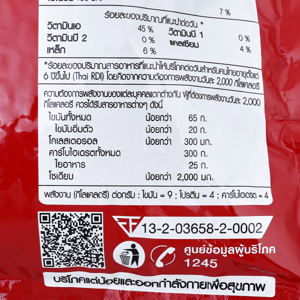 7 %
ร้อยละของปริมาณที่แนะนำต่อวัน *
วิตามินเอ 45 % วิตามินบี 1 0 %
วิตามินบี 2 0 % แคลเซียม 4 %
เหล็ก 6 %
*ร้อยละของปริมาณสารอาหารที่แนะนำให้บริโภคต่อวันสำหรับคนไทยอายุตั้งแต่
6 ปีขึ้นไป (Thai RDI) โดยคิดจากความต้องการพลังงานวันละ 2,000 กิโลแคลอรี
ความต้องการพลังงานของแต่ละบุคคลแตกต่างกัน ผู้ที่ต้องการพลังงานวันละ 2,000
กิโลแคลอรี ควรได้รับสารอาหารต่างๆ ดังนี้
ไขมันทั้งหมด น้อยกว่า 65 ก.
ไขมันอิ่มตัว น้อยกว่า 20 ก.
โคเลสเตอรอล น้อยกว่า 300 มก.
คาร์โบไฮเดรตทั้งหมด 300 ก.
ใยอาหาร 25 ก.
โซเดียม น้อยกว่า 2,000 มก.
พลังงาน (กิโลแคลอรี) ต่อกรัม : ไขมัน = 9 ; โปรตีน = 4 ; คาร์โบไฮเดรต = 4
13-2-03658-2-0002
ศูนย์ข้อมูลผู้บริโภค
1245
บริโภคแต่น้อยและออกกำลังกายเพื่อสุขภาพ